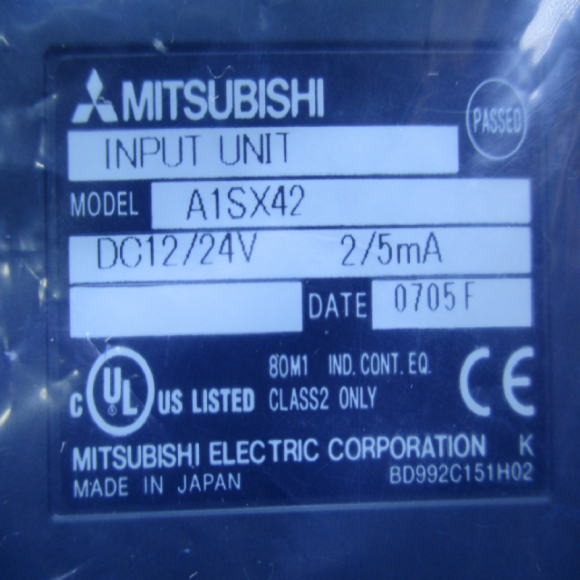 MITSUBISHI
PASSED
INPUT UNIT
MODEL A1SX42
DC12/24V 2/5mA
DATE 0705F
C UL US LISTED
80M1 IND. CONT. EQ.
CLASS2 ONLY
CE
MITSUBISHI ELECTRIC CORPORATION K
MADE IN JAPAN BD992C151H02